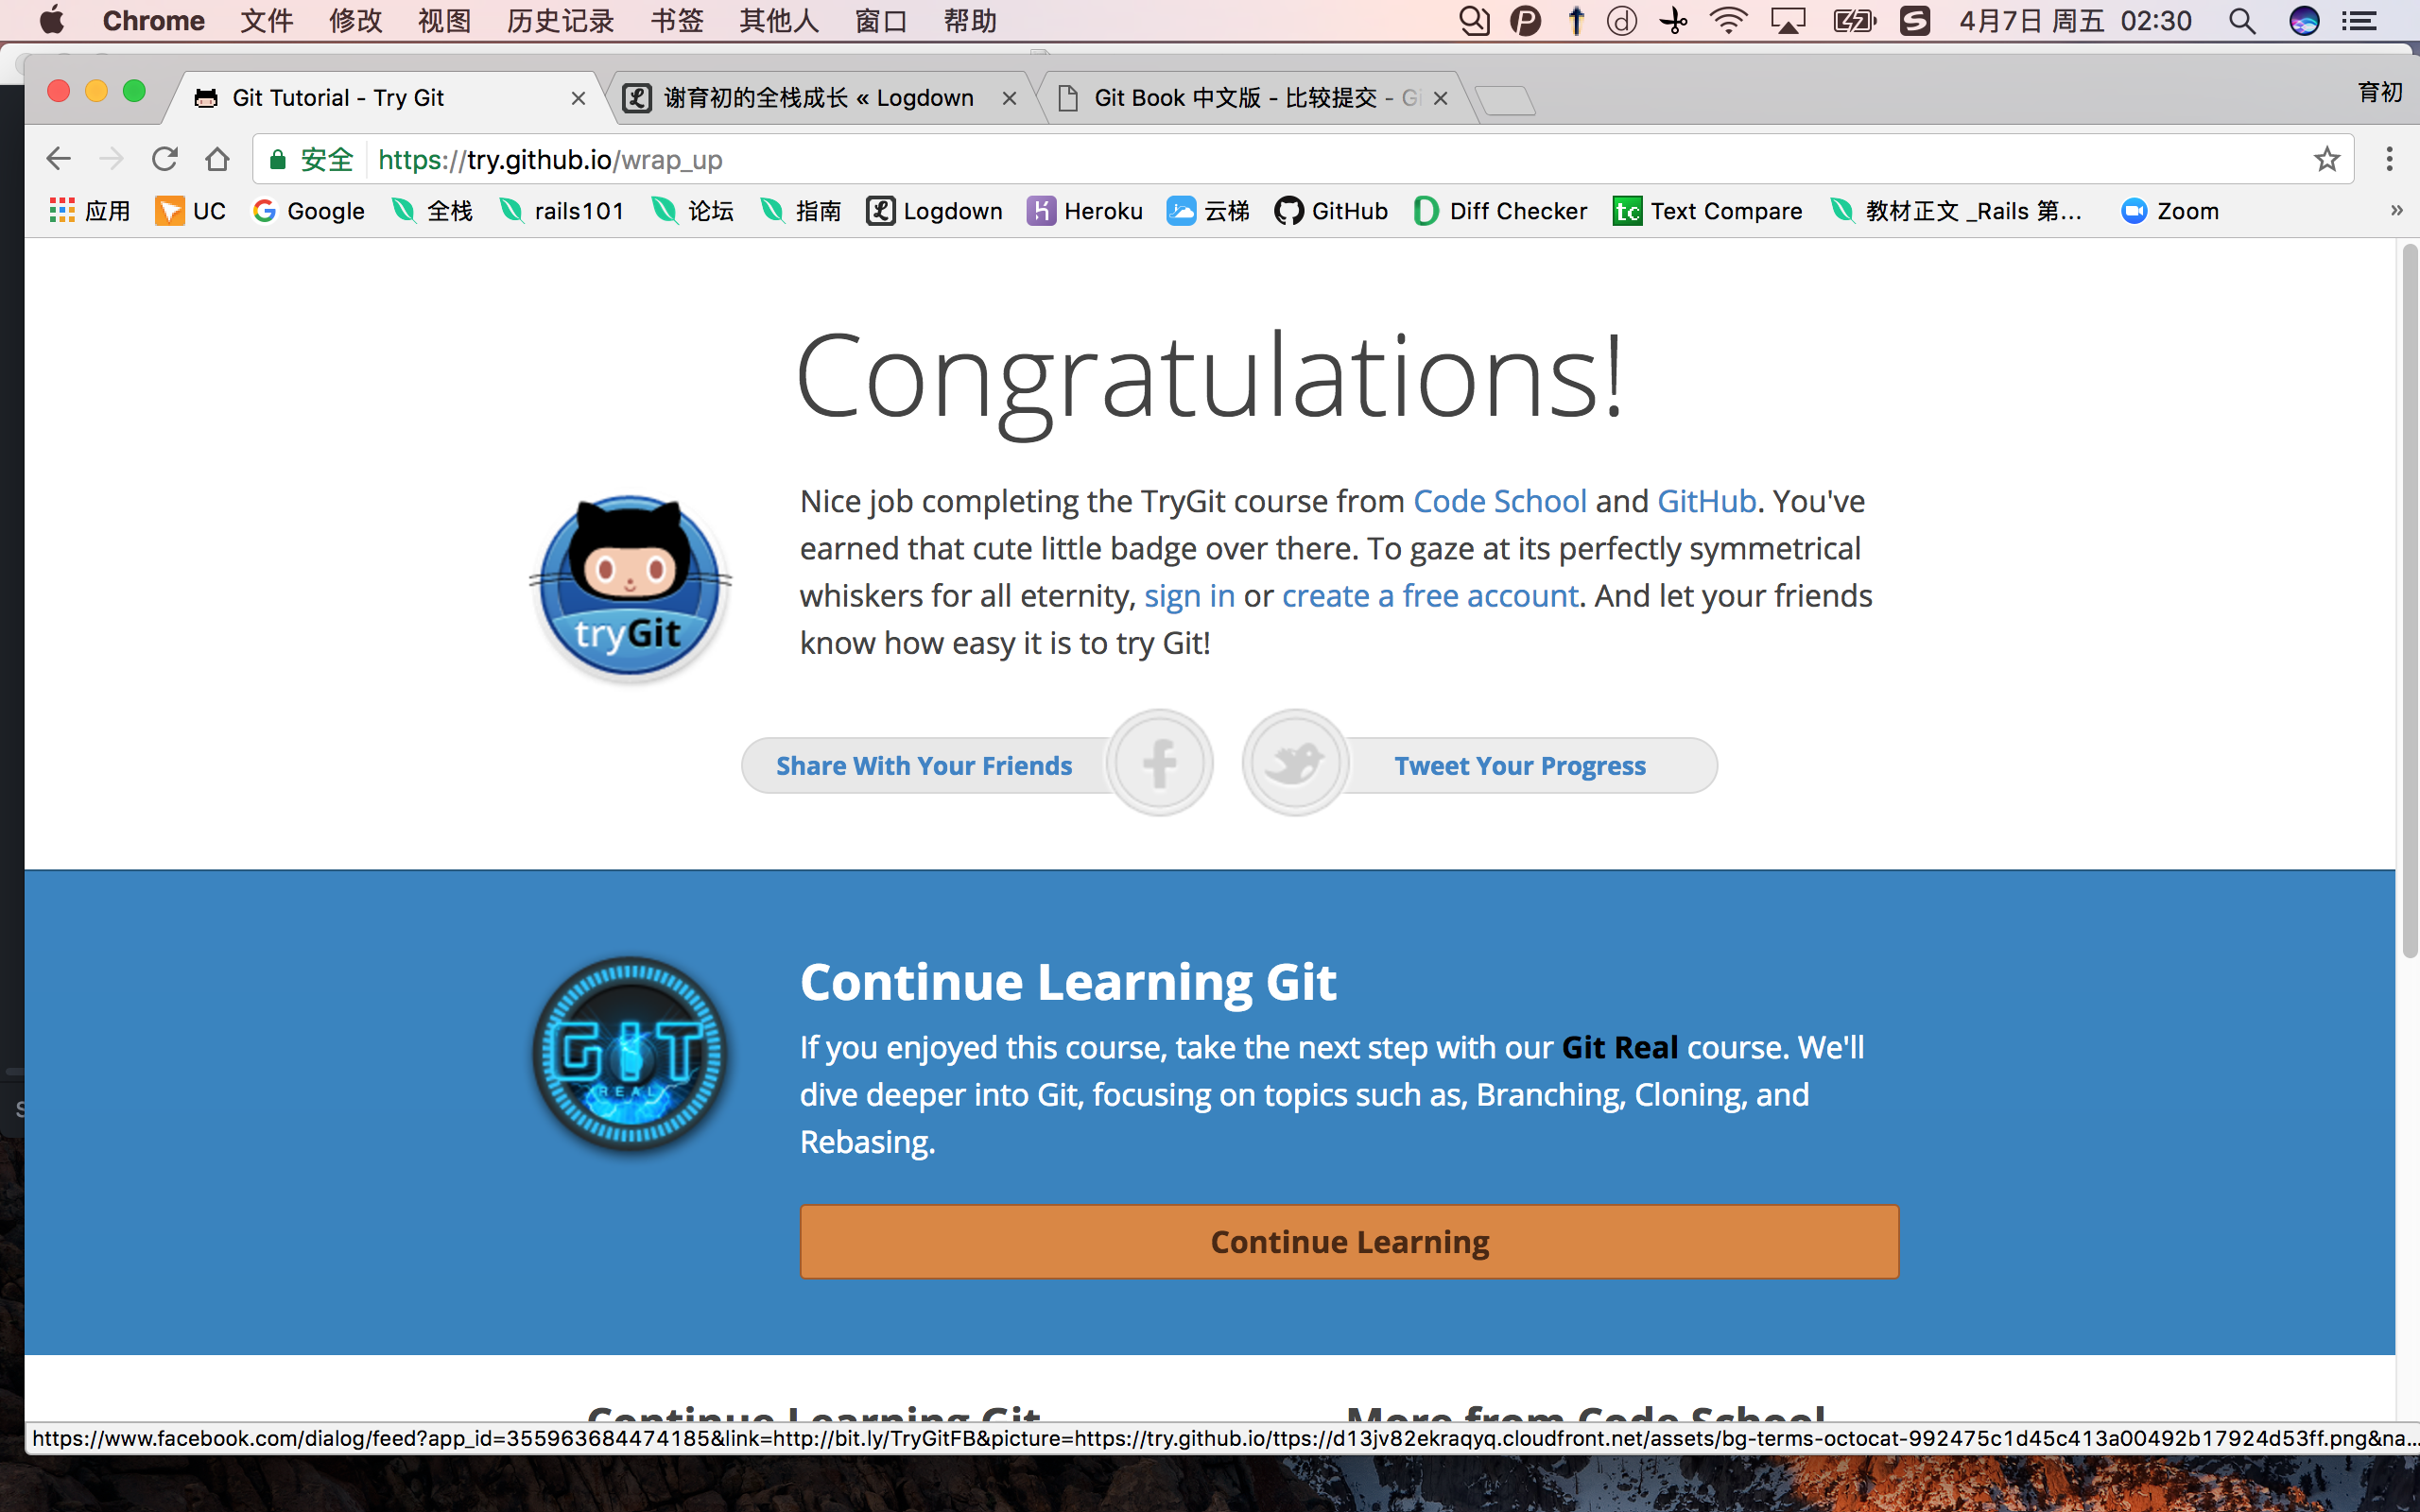 Chrome 文件 修改 视图 历史记录 书签 其他人 窗口 帮助 4月7日 周五 02:30
Git Tutorial - Try Git 谢育初的全栈成长 « Logdown Git Book 中文版 - 比较提交 - Gi 育初
安全 https://try.github.io/wrap_up
应用 UC Google 全栈 rails101 论坛 指南 Logdown Heroku 云梯 GitHub Diff Checker tc Text Compare 教材正文 _Rails 第... Zoom »
Congratulations!
Nice job completing the TryGit course from Code School and GitHub. You've
earned that cute little badge over there. To gaze at its perfectly symmetrical
whiskers for all eternity, sign in or create a free account. And let your friends
know how easy it is to try Git!
tryGit
Share With Your Friends Tweet Your Progress
Continue Learning Git
If you enjoyed this course, take the next step with our Git Real course. We'll
dive deeper into Git, focusing on topics such as, Branching, Cloning, and
Rebasing.
GIT
REAL
Continue Learning
Continue Learning Git More from Code School
https://www.facebook.com/dialog/feed?app_id=355963684474185&link=http://bit.ly/TryGitFB&picture=https://try.github.io/ttps://d13jv82ekraqyq.cloudfront.net/assets/bg-terms-octocat-992475c1d45c413a00492b17924d53ff.png&na...